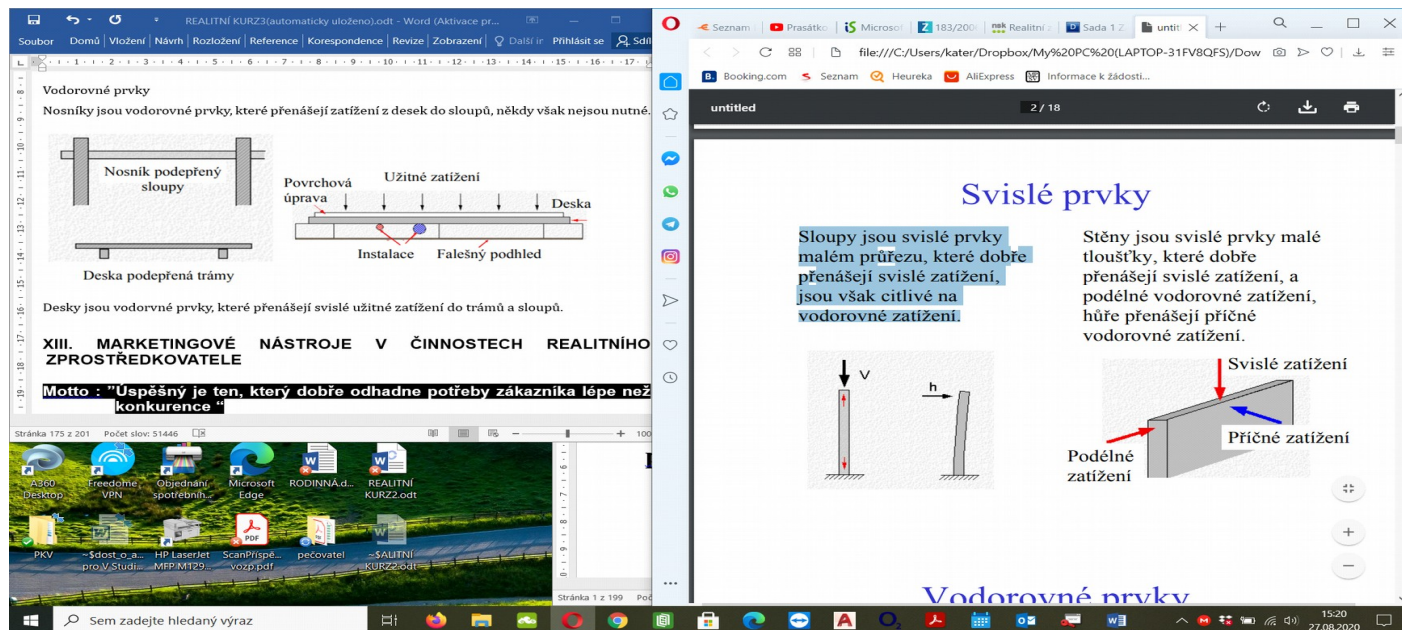 REALITNÍ KURZ3(automaticky uloženo).odt - Word (Aktivace pr...
Soubor Domů Vložení Návrh Rozložení Reference Korespondence Revize Zobrazení Další ir Přihlásit se Sdíl
Vodorovné prvky
Nosníky jsou vodorovné prvky, které přenášejí zatížení z desek do sloupů, někdy však nejsou nutné.
Nosník podepřený
sloupy
Deska podepřená trámy
Povrchová
úprava
Užitné zatížení
Deska
Instalace
Falešný podhled
Desky jsou vodorvné prvky, které přenášejí svislé užitné zatížení do trámů a sloupů.
XIII. MARKETINGOVÉ NÁSTROJE V ČINNOSTECH REALITNÍHO
ZPROSTŘEDKOVATELE
Motto : "Úspěšný je ten, který dobře odhadne potřeby zákazníka lépe než
konkurence "
Stránka 175 z 201 Počet slov: 51446 100
A360
Desktop
Freedome
VPN
Objednání
spotřebníh...
Microsoft
Edge
RODINNÁ.d...
REALITNÍ
KURZ2.odt
PKV
~$dost_o_a...
pro V Studi...
HP LaserJet
MFP M129...
ScanPříspě...
vozp.pdf
pečovatel
~$ALITNÍ
KURZ2.odt
Stránka 1 z 199 Poč
Seznam Prasátko Microsof 183/200 Realitní z Sada 1 Z untit
file:///C:/Users/kater/Dropbox/My%20PC%20(LAPTOP-31FV8QFS)/Dow
Booking.com Seznam Heureka AliExpress Informace k žádosti...
untitled 2 / 18
Svislé prvky
Sloupy jsou svislé prvky
malém průřezu, které dobře
přenášejí svislé zatížení,
jsou však citlivé na
vodorovné zatížení.
Stěny jsou svislé prvky malé
tloušťky, které dobře
přenášejí svislé zatížení, a
podélné vodorovné zatížení,
hůře přenášejí příčné
vodorovné zatížení.
V
h
Svislé zatížení
Příčné zatížení
Podélné
zatížení
Vodorovné prvky
Sem zadejte hledaný výraz
15:20
27.08.2020